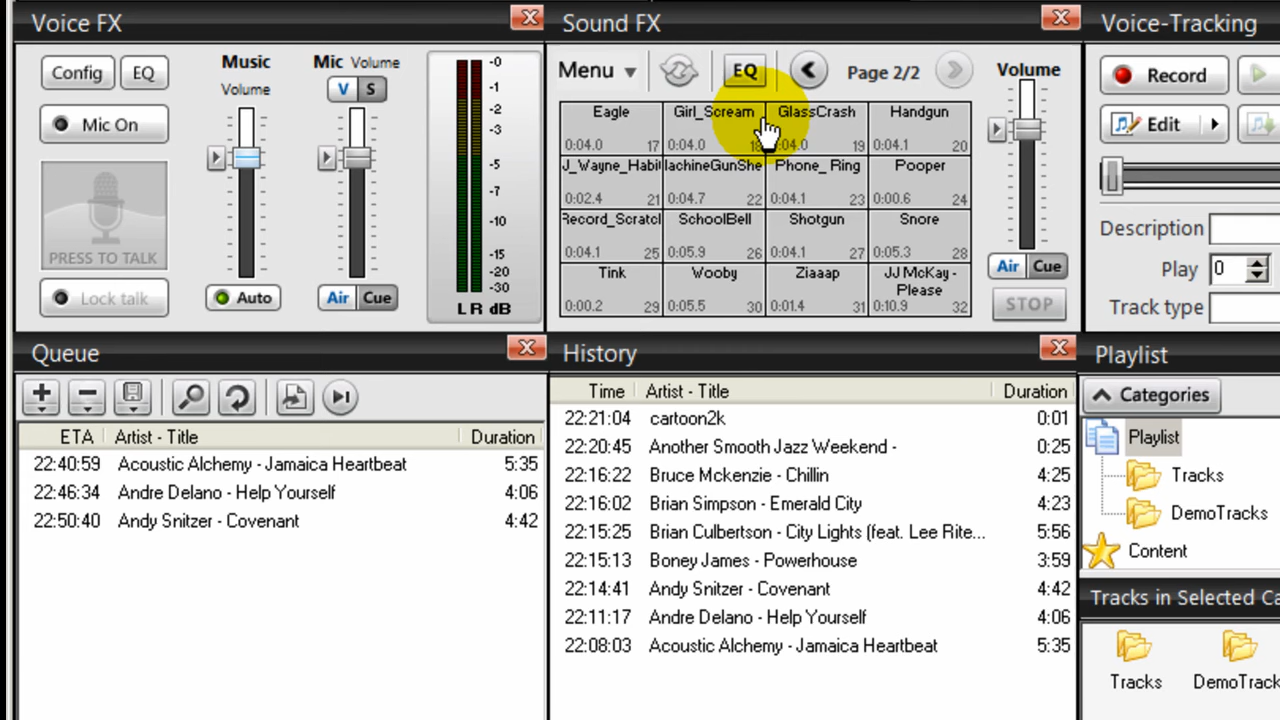 Voice FX
Config EQ
Mic On
PRESS TO TALK
Lock talk
Music
Volume
Auto
Mic Volume
V S
Air Cue
-0
-1
-2
-3
-5
-7
-10
-15
-20
-30
L R dB
Sound FX
Menu EQ Page 2/2
Eagle Girl_Scream GlassCrash Handgun
0:04.0 17 0:04.0 :04.0 19 0:04.1 20
J_Wayne_Habil lachineGunShe Phone_ Ring Pooper
0:02.4 21 0:04.7 22 0:04.1 23 0:00.6 24
Record_Scratcl SchoolBell Shotgun Snore
0:04.1 25 0:05.9 26 0:04.1 27 0:05.3 28
Tink Wooby Ziaaap JJ McKay - Please
0:00.2 29 0:05.5 30 0:01.4 31 0:10.9 32
Volume
Air Cue
STOP
Voice-Tracking
Record
Edit
Description
Play 0
Track type
Queue
ETA Artist - Title Duration
22:40:59 Acoustic Alchemy - Jamaica Heartbeat 5:35
22:46:34 Andre Delano - Help Yourself 4:06
22:50:40 Andy Snitzer - Covenant 4:42
History
Time Artist - Title Duration
22:21:04 cartoon2k 0:01
22:20:45 Another Smooth Jazz Weekend - 0:25
22:16:22 Bruce Mckenzie - Chillin 4:25
22:16:02 Brian Simpson - Emerald City 4:23
22:15:25 Brian Culbertson - City Lights (feat. Lee Rite... 5:56
22:15:13 Boney James - Powerhouse 3:59
22:14:41 Andy Snitzer - Covenant 4:42
22:11:17 Andre Delano - Help Yourself 4:06
22:08:03 Acoustic Alchemy - Jamaica Heartbeat 5:35
Playlist
Categories
Playlist
Tracks
DemoTracks
Content
Tracks in Selected Ca
Tracks DemoTrack